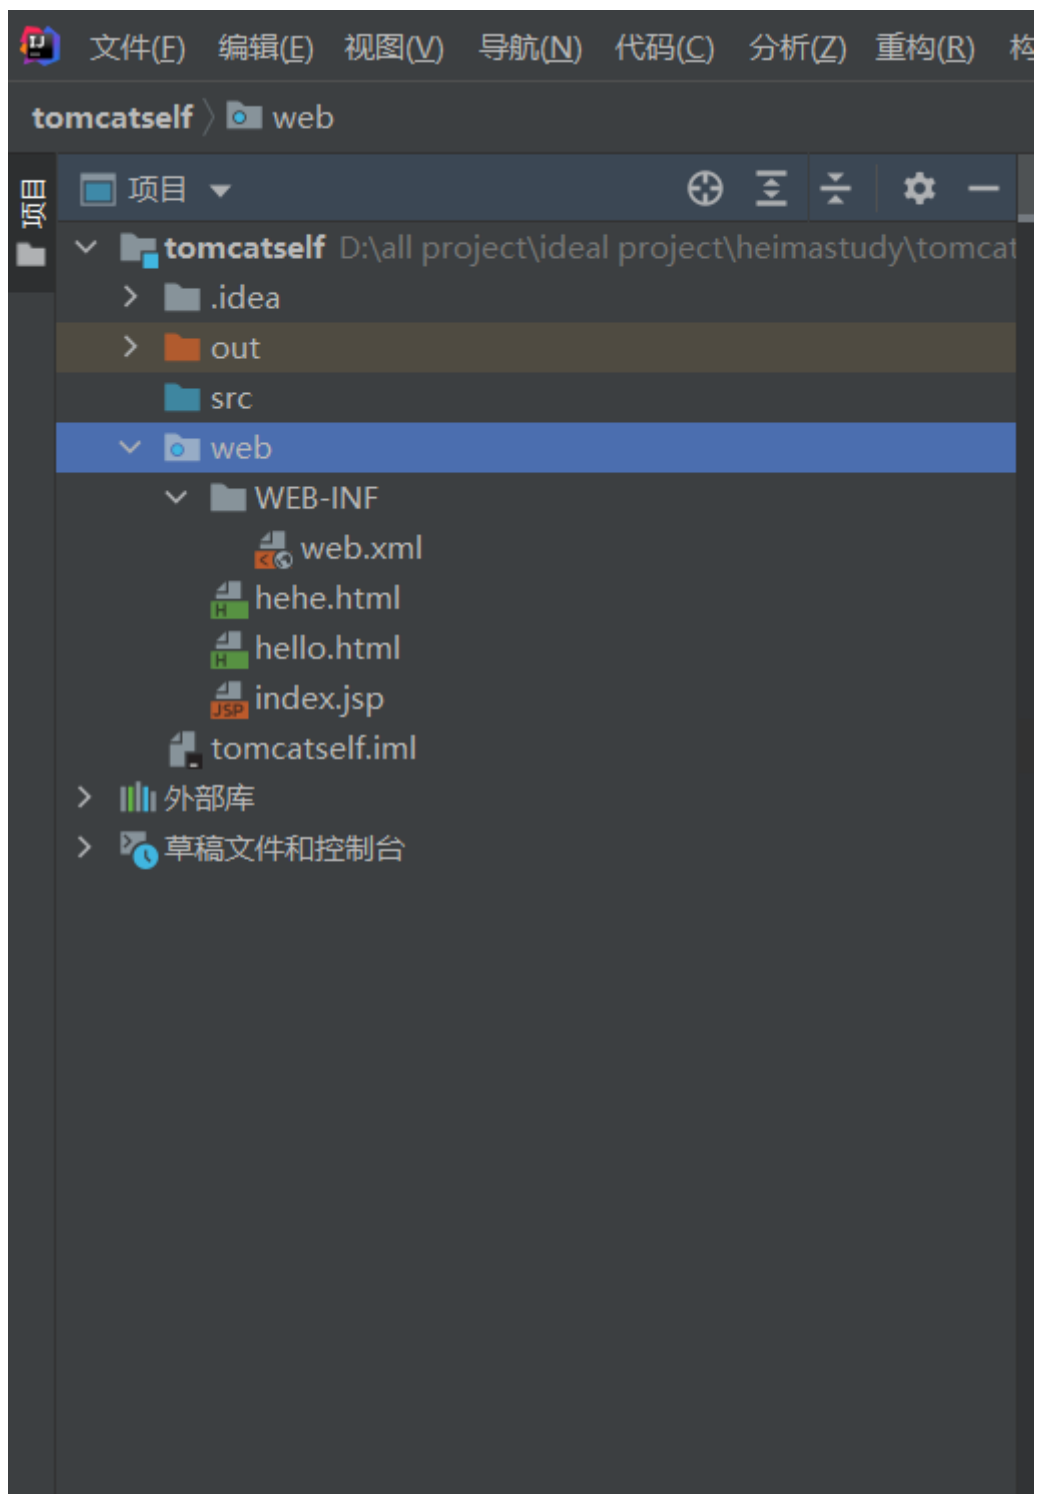 文件(F) 编辑(E) 视图(V) 导航(N) 代码(C) 分析(Z) 重构(R) 构
tomcatself web
项目
项目
tomcatself D:\all project\ideal project\heimastudy\tomcat
.idea
out
src
web
WEB-INF
web.xml
hehe.html
hello.html
index.jsp
tomcatself.iml
外部库
草稿文件和控制台